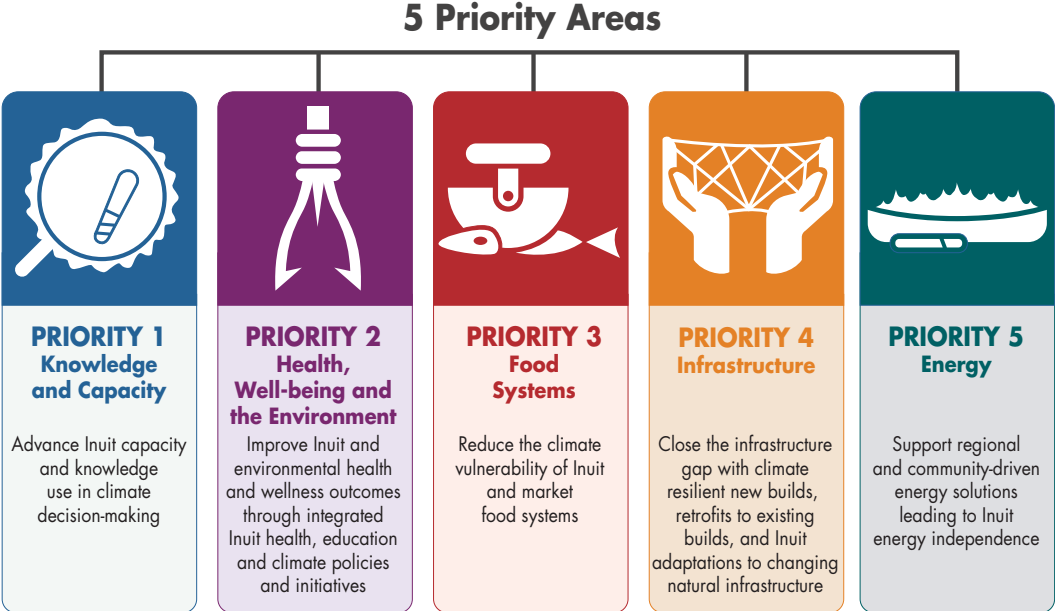 5 Priority Areas
PRIORITY 1
Knowledge
and Capacity
Advance Inuit capacity
and knowledge
use in climate
decision-making
PRIORITY 2
Health,
Well-being and
the Environment
Improve Inuit and
environmental health
and wellness outcomes
through integrated
Inuit health, education
and climate policies
and initiatives
PRIORITY 3
Food
Systems
Reduce the climate
vulnerability of Inuit
and market
food systems
PRIORITY 4
Infrastructure
Close the infrastructure
gap with climate
resilient new builds,
retrofits to existing
builds, and Inuit
adaptations to changing
natural infrastructure
PRIORITY 5
Energy
Support regional
and community-driven
energy solutions
leading to Inuit
energy independence